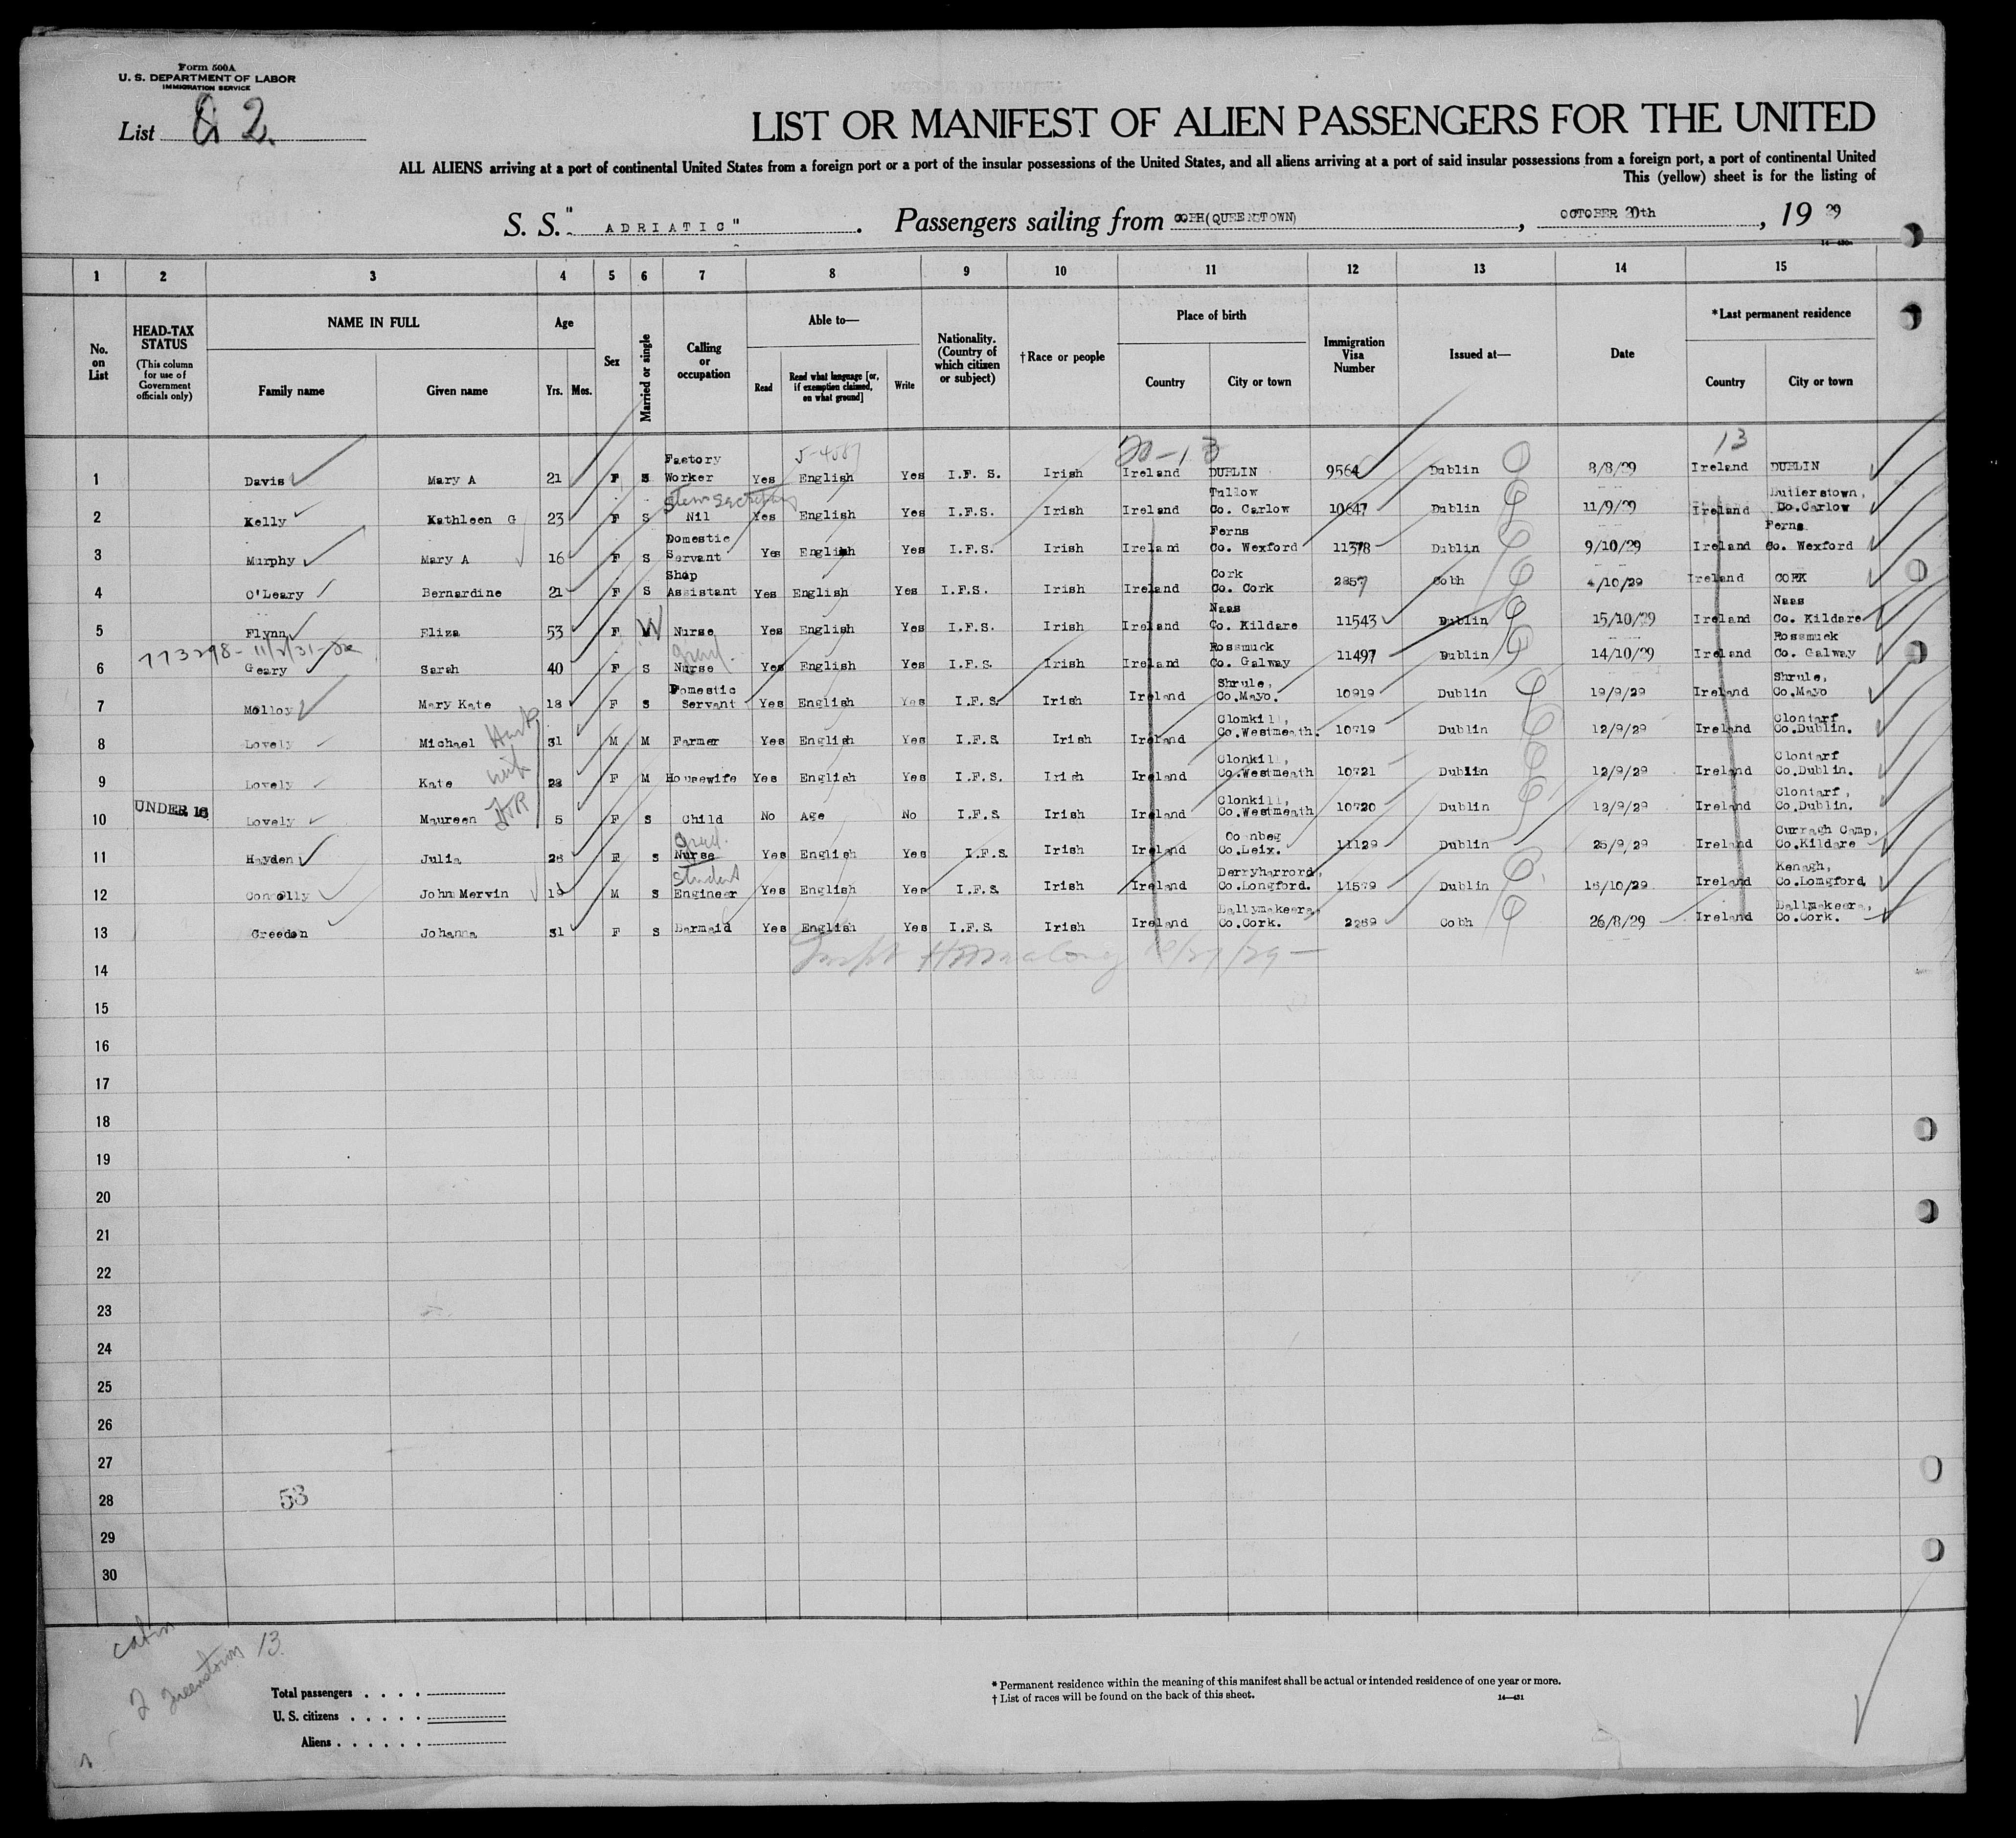 Form 500A
U. S. DEPARTMENT OF LABOR
IMMIGRATION SERVICE
List 2
LIST OR MANIFEST OF ALIEN PASSENGERS FOR THE UNITED
ALL ALIENS arriving at a port of continental United States from a foreign port or a port of the insular possessions of the United States, and all aliens arriving at a port of said insular possessions from a foreign port, a port of continental United
This (yellow) sheet is for the listing of
S. S. " ADRIATIC " . Passengers sailing from COBH(QUEENSTOWN) , OCTOBER 20th , 19 29
1 2 3 4 5 6 7 8 9 10 11 12 13 14 15
No. on List
HEAD-TAX STATUS (This column for use of Government officials only)
NAME IN FULL Family name Given name
Age Yrs. Mos.
Sex
Married or single
Calling or occupation
Able to— Read Read what language [or, if exemption claimed, on what ground] Write
Nationality. (Country of which citizen or subject)
†Race or people
Place of birth Country City or town
Immigration Visa Number
Issued at—
Date
*Last permanent residence Country City or town
20-13 13
1 Davis Mary A 21 F S Factory Worker Yes English Yes I.F. S. Irish Ireland DUBLIN 9564 Dublin 8/8/29 Ireland DUBLIN
2 Kelly Kathleen G 23 F S Nil Yes English Yes I.F.S. Irish Ireland Tullow Co. Carlow 10647 Dublin 11/9/29 Ireland Butlerstown, Co.Carlow
3 Murphy Mary A 16 F S Domestic Servant Yes English Yes I.F.S. Irish Ireland Ferns Co. Wexford 11378 Dublin 9/10/29 Ireland Ferns Co. Wexford
4 O'Leary Bernardine 21 F S Shop Assistant Yes English Yes I.F.S. Irish Ireland Cork Co. Cork 2857 Cobh 4/10/29 Ireland CORK
5 Flynn Eliza 53 F W Nurse Yes English Yes I.F.S. Irish Ireland Naas Co. Kildare 11543 Dublin 15/10/29 Ireland Naas Co. Kildare
6 Geary Sarah 40 F S Nurse Yes English Yes I.F.S. Irish Ireland Rossmuck Co. Galway 11497 Dublin 14/10/29 Ireland Rossmuck Co. Galway
7 Molloy Mary Kate 18 F S Domestic Servant Yes English Yes I.F.S. Irish Ireland Shrule, Co.Mayo. 10919 Dublin 19/9/29 Ireland Shrule, Co.Mayo
8 Lovely Michael 31 M M Farmer Yes English Yes I.F.S. Irish Ireland Clomkill, Co.Westmeath. 10719 Dublin 12/9/29 Ireland Clontarf Co.Dublin.
9 Lovely Kate 28 F M Housewife Yes English Yes I.F.S. Irish Ireland Clonkill, Co.Westmeath 10721 Dublin 12/9/29 Ireland Clontarf Co.Dublin.
10 UNDER 16 Lovely Maureen 5 F S Child No Age No I.F.S. Irish Ireland Clonkill, Co.Westmeath 10720 Dublin 12/9/29 Ireland Clontarf, Co.Dublin.
11 Hayden Julia 26 F S Nurse Yes English Yes I.F.S. Irish Ireland Co.Leix. 11129 Dublin 25/9/29 Ireland Curragh Camp, Co.Kildare
12 Connolly John Mervin M S Student Engineer Yes English Yes I.F.S. Irish Ireland Co.Longford. 11579 Dublin 16/10/29 Ireland Kenagh, Co.Longford
13 Creedon Johanna 31 F S Barmaid Yes English Yes I.F.S. Irish Ireland Ballymakeera, Co.Cork. 2269 Cobh 26/8/29 Ireland Ballmakeera, Co.Cork.
14
15
16
17
18
19
20
21
22
23
24
25
26
27
28 53
29
30
cabin
2 Queenstown 13
Total passengers . . . .
U. S. citizens . . . . .
Aliens . . . . . .
* Permanent residence within the meaning of this manifest shall be actual or intended residence of one year or more.
† List of races will be found on the back of this sheet.
14—431